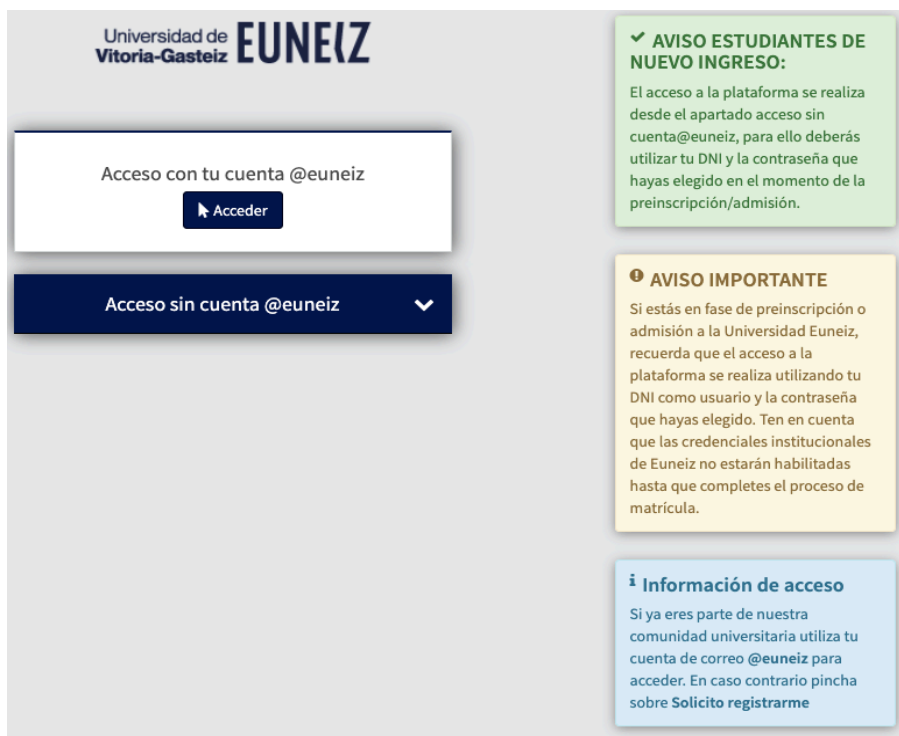 Universidad de
Vitoria-Gasteiz EUNEIZ
Acceso con tu cuenta @euneiz
Acceder
Acceso sin cuenta @euneiz
AVISO ESTUDIANTES DE
NUEVO INGRESO:
El acceso a la plataforma se realiza
desde el apartado acceso sin
cuenta@euneiz, para ello deberás
utilizar tu DNI y la contraseña que
hayas elegido en el momento de la
preinscripción/admisión.
AVISO IMPORTANTE
Si estás en fase de preinscripción o
admisión a la Universidad Euneiz,
recuerda que el acceso a la
plataforma se realiza utilizando tu
DNI como usuario y la contraseña
que hayas elegido. Ten en cuenta
que las credenciales institucionales
de Euneiz no estarán habilitadas
hasta que completes el proceso de
matrícula.
Información de acceso
Si ya eres parte de nuestra
comunidad universitaria utiliza tu
cuenta de correo @euneiz para
acceder. En caso contrario pincha
sobre Solicito registrarme